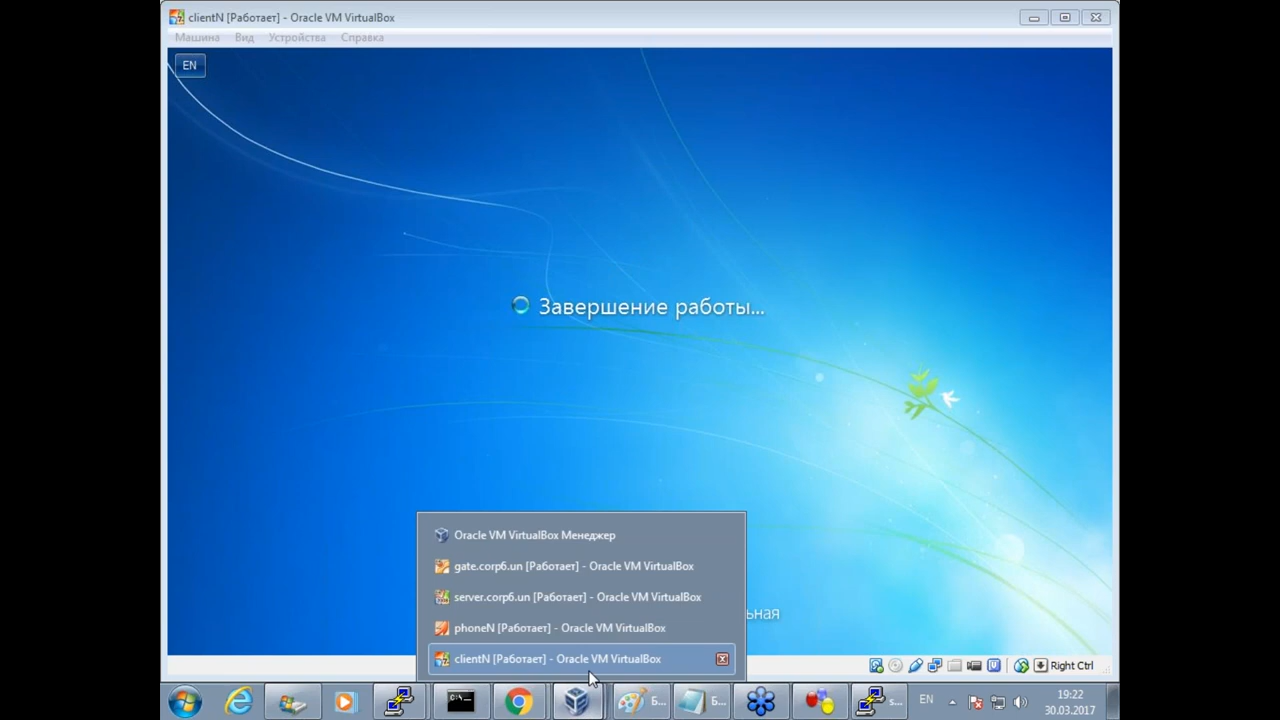 clientN [Работает] - Oracle VM VirtualBox
Машина Вид Устройства Справка
EN
Завершение работы...
ьная
Oracle VM VirtualBox Менеджер
gate.corp6.un [Работает] - Oracle VM VirtualBox
server.corp6.un [Работает] - Oracle VM VirtualBox
phoneN [Работает] - Oracle VM VirtualBox
clientN [Работает] - Oracle VM VirtualBox
Right Ctrl
Б... Б... s... EN 19:22
30.03.2017